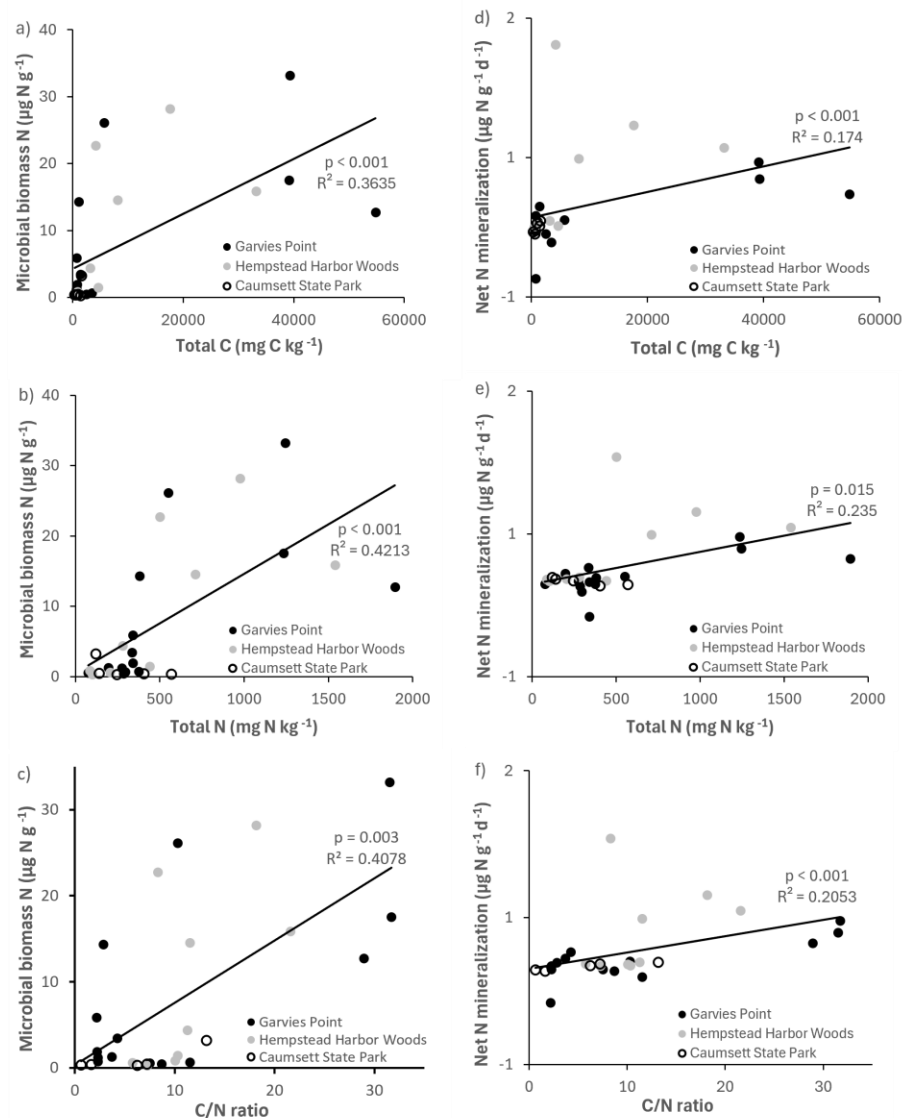 a)
Microbial biomass N (µg N g⁻¹)
40
30
20
10
0
p < 0.001
R² = 0.3635
Garvies Point
Hempstead Harbor Woods
Caumsett State Park
0 20000 40000 60000
Total C (mg C kg ⁻¹)
d)
Net N mineralization (µg N g⁻¹ d⁻¹)
2
1
-1
p < 0.001
R² = 0.174
Garvies Point
Hempstead Harbor Woods
Caumsett State Park
0 20000 40000 60000
Total C (mg C kg ⁻¹)
b)
Microbial biomass N (µg N g⁻¹)
40
30
20
10
0
p < 0.001
R² = 0.4213
Garvies Point
Hempstead Harbor Woods
Caumsett State Park
0 500 1000 1500 2000
Total N (mg N kg ⁻¹)
e)
Net N mineralization (µg N g⁻¹ d⁻¹)
2
1
-1
p = 0.015
R² = 0.235
Garvies Point
Hempstead Harbor Woods
Caumsett State Park
0 500 1000 1500 2000
Total N (mg N kg ⁻¹)
c)
Microbial biomass N (µg N g⁻¹)
30
20
10
0
p = 0.003
R² = 0.4078
Garvies Point
Hempstead Harbor Woods
Caumsett State Park
0 10 20 30
C/N ratio
f)
Net N mineralization (µg N g⁻¹ d⁻¹)
2
1
-1
p < 0.001
R² = 0.2053
Garvies Point
Hempstead Harbor Woods
Caumsett State Park
0 10 20 30
C/N ratio